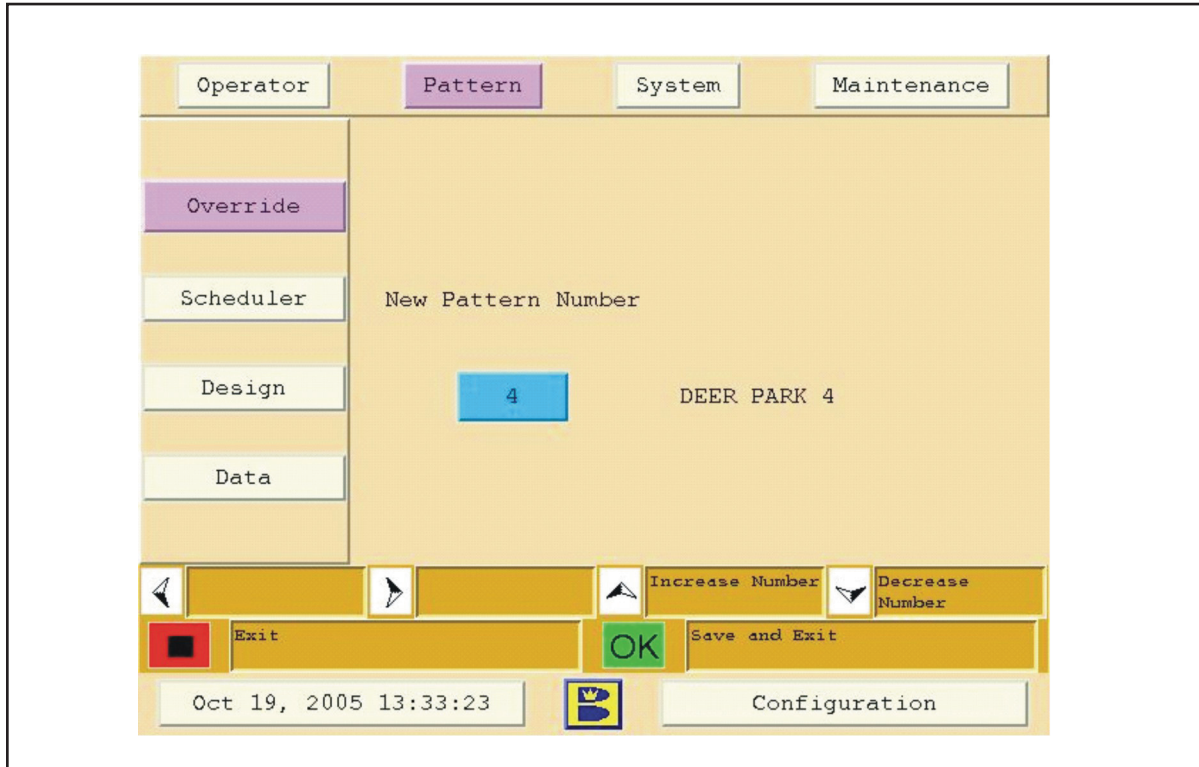 Operator Pattern System Maintenance
Override
Scheduler
New Pattern Number
Design
4 DEER PARK 4
Data
Increase Number
Decrease
Number
Exit
OK
Save and Exit
Oct 19, 2005 13:33:23
Configuration